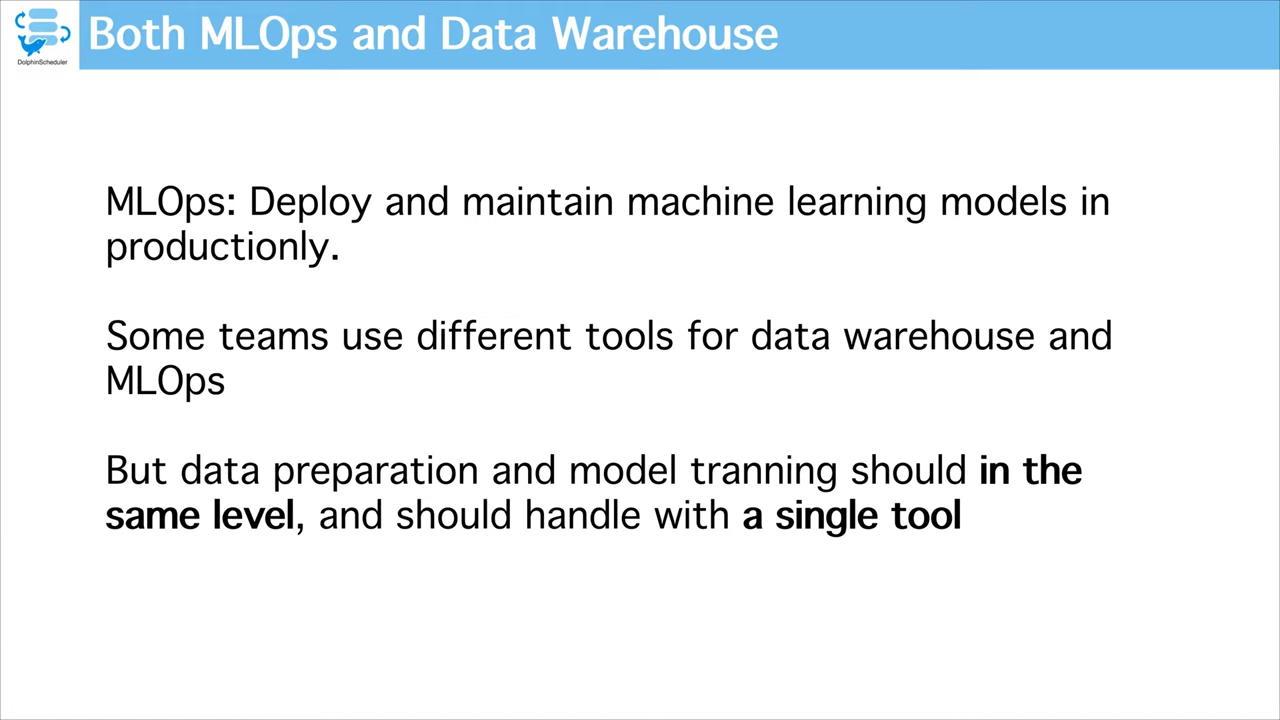 DolphinScheduler
Both MLOps and Data Warehouse
MLOps: Deploy and maintain machine learning models in
productionly.
Some teams use different tools for data warehouse and
MLOps
But data preparation and model tranning should in the
same level, and should handle with a single tool